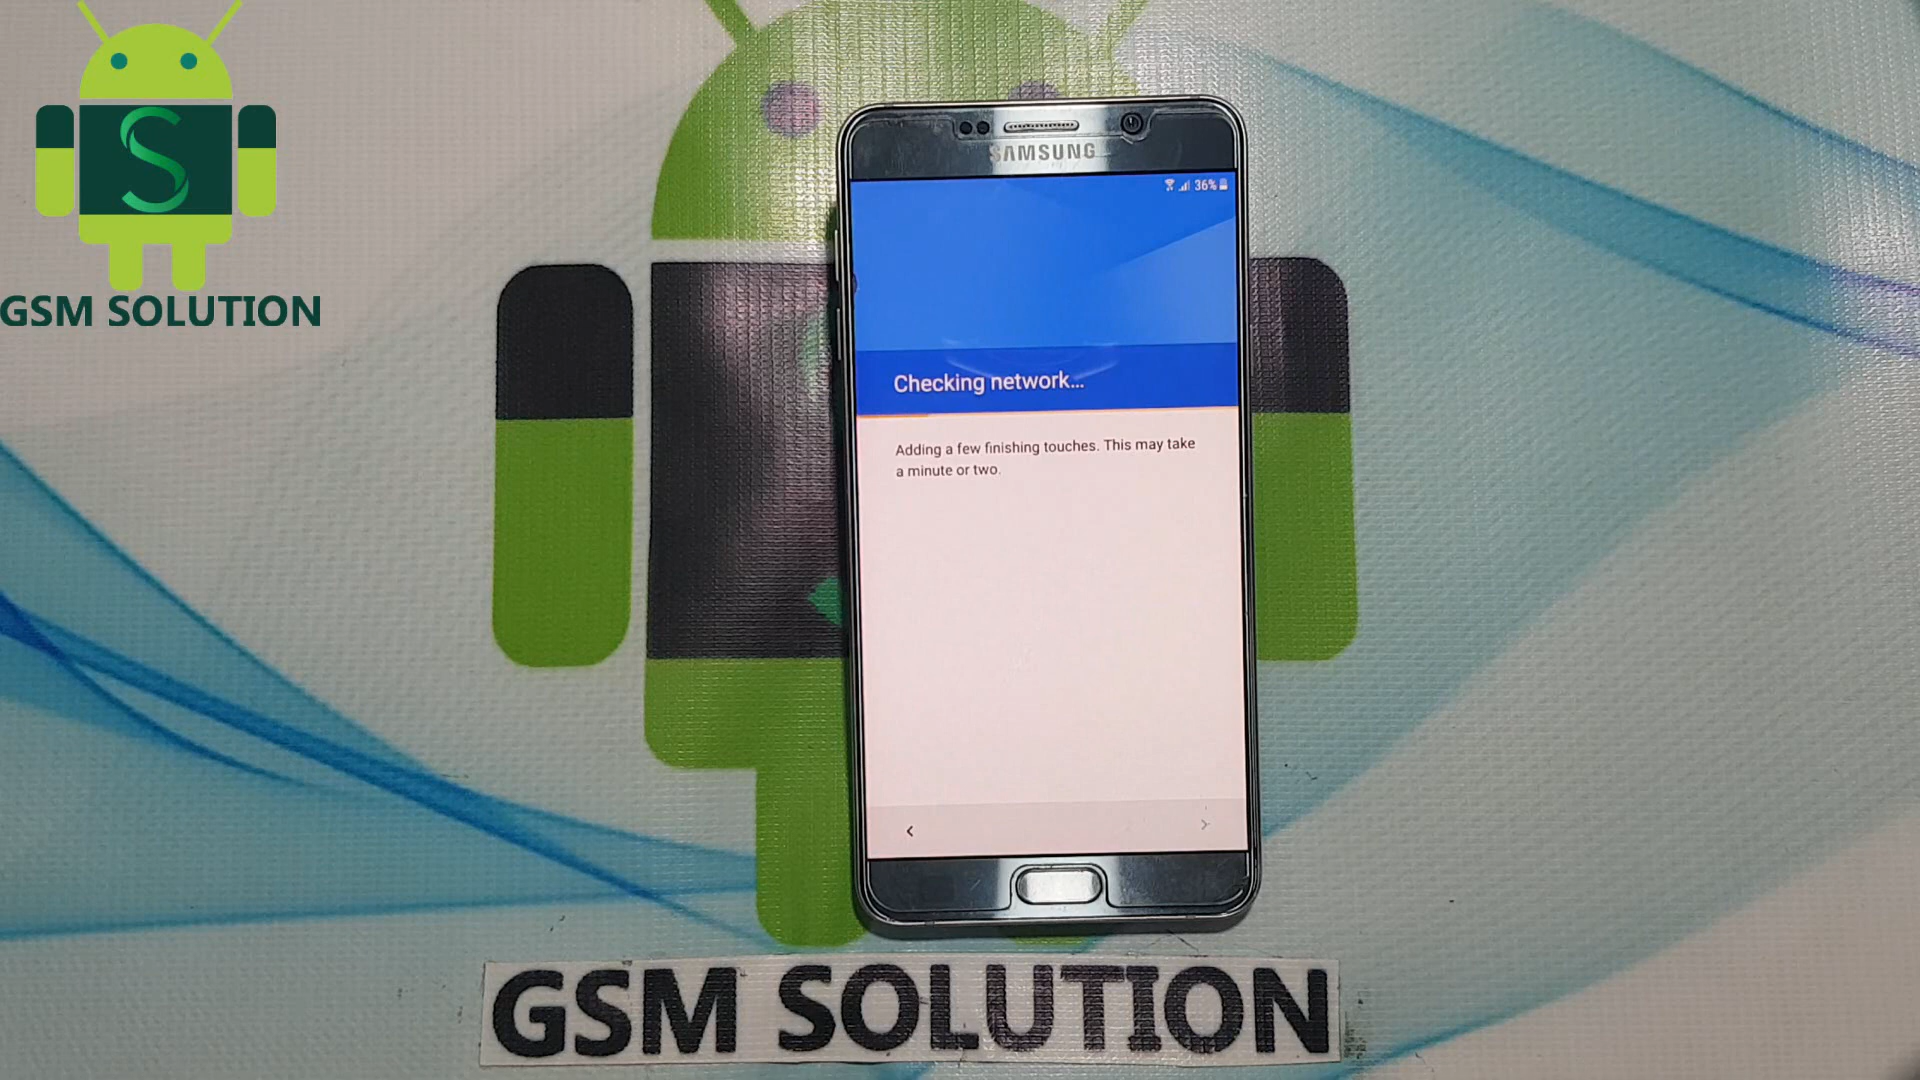 S
GSM SOLUTION
SAMSUNG
36%
Checking network...
Adding a few finishing touches. This may take
a minute or two.
GSM SOLUTION